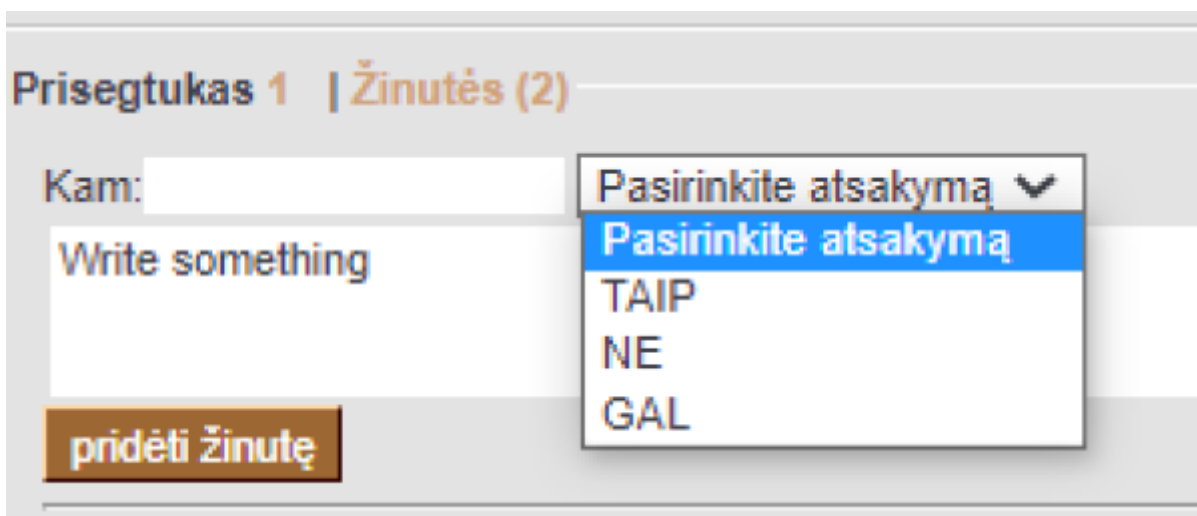 Prisegtukas 1 | Žinutės (2)
Kam: Pasirinkite atsakymą
Pasirinkite atsakymą
Write something
TAIP
NE
GAL
pridėti žinutę